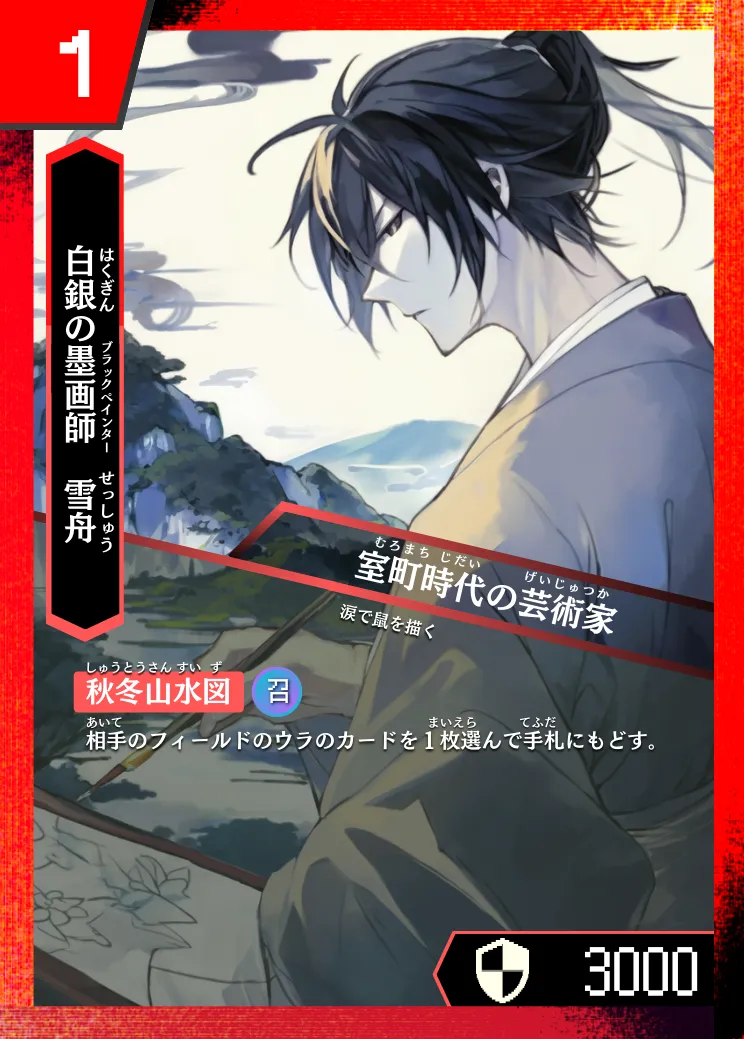 1
はくぎん ブラックペインター せっしゅう
白銀の墨画師 雪舟
むろまち じだい げいじゅつか
室町時代の芸術家
涙で鼠を描く
しゅうとうさん すい ず
秋冬山水図 召
あいて まいえら てふだ
相手のフィールドのウラのカードを1枚選んで手札にもどす。
3000